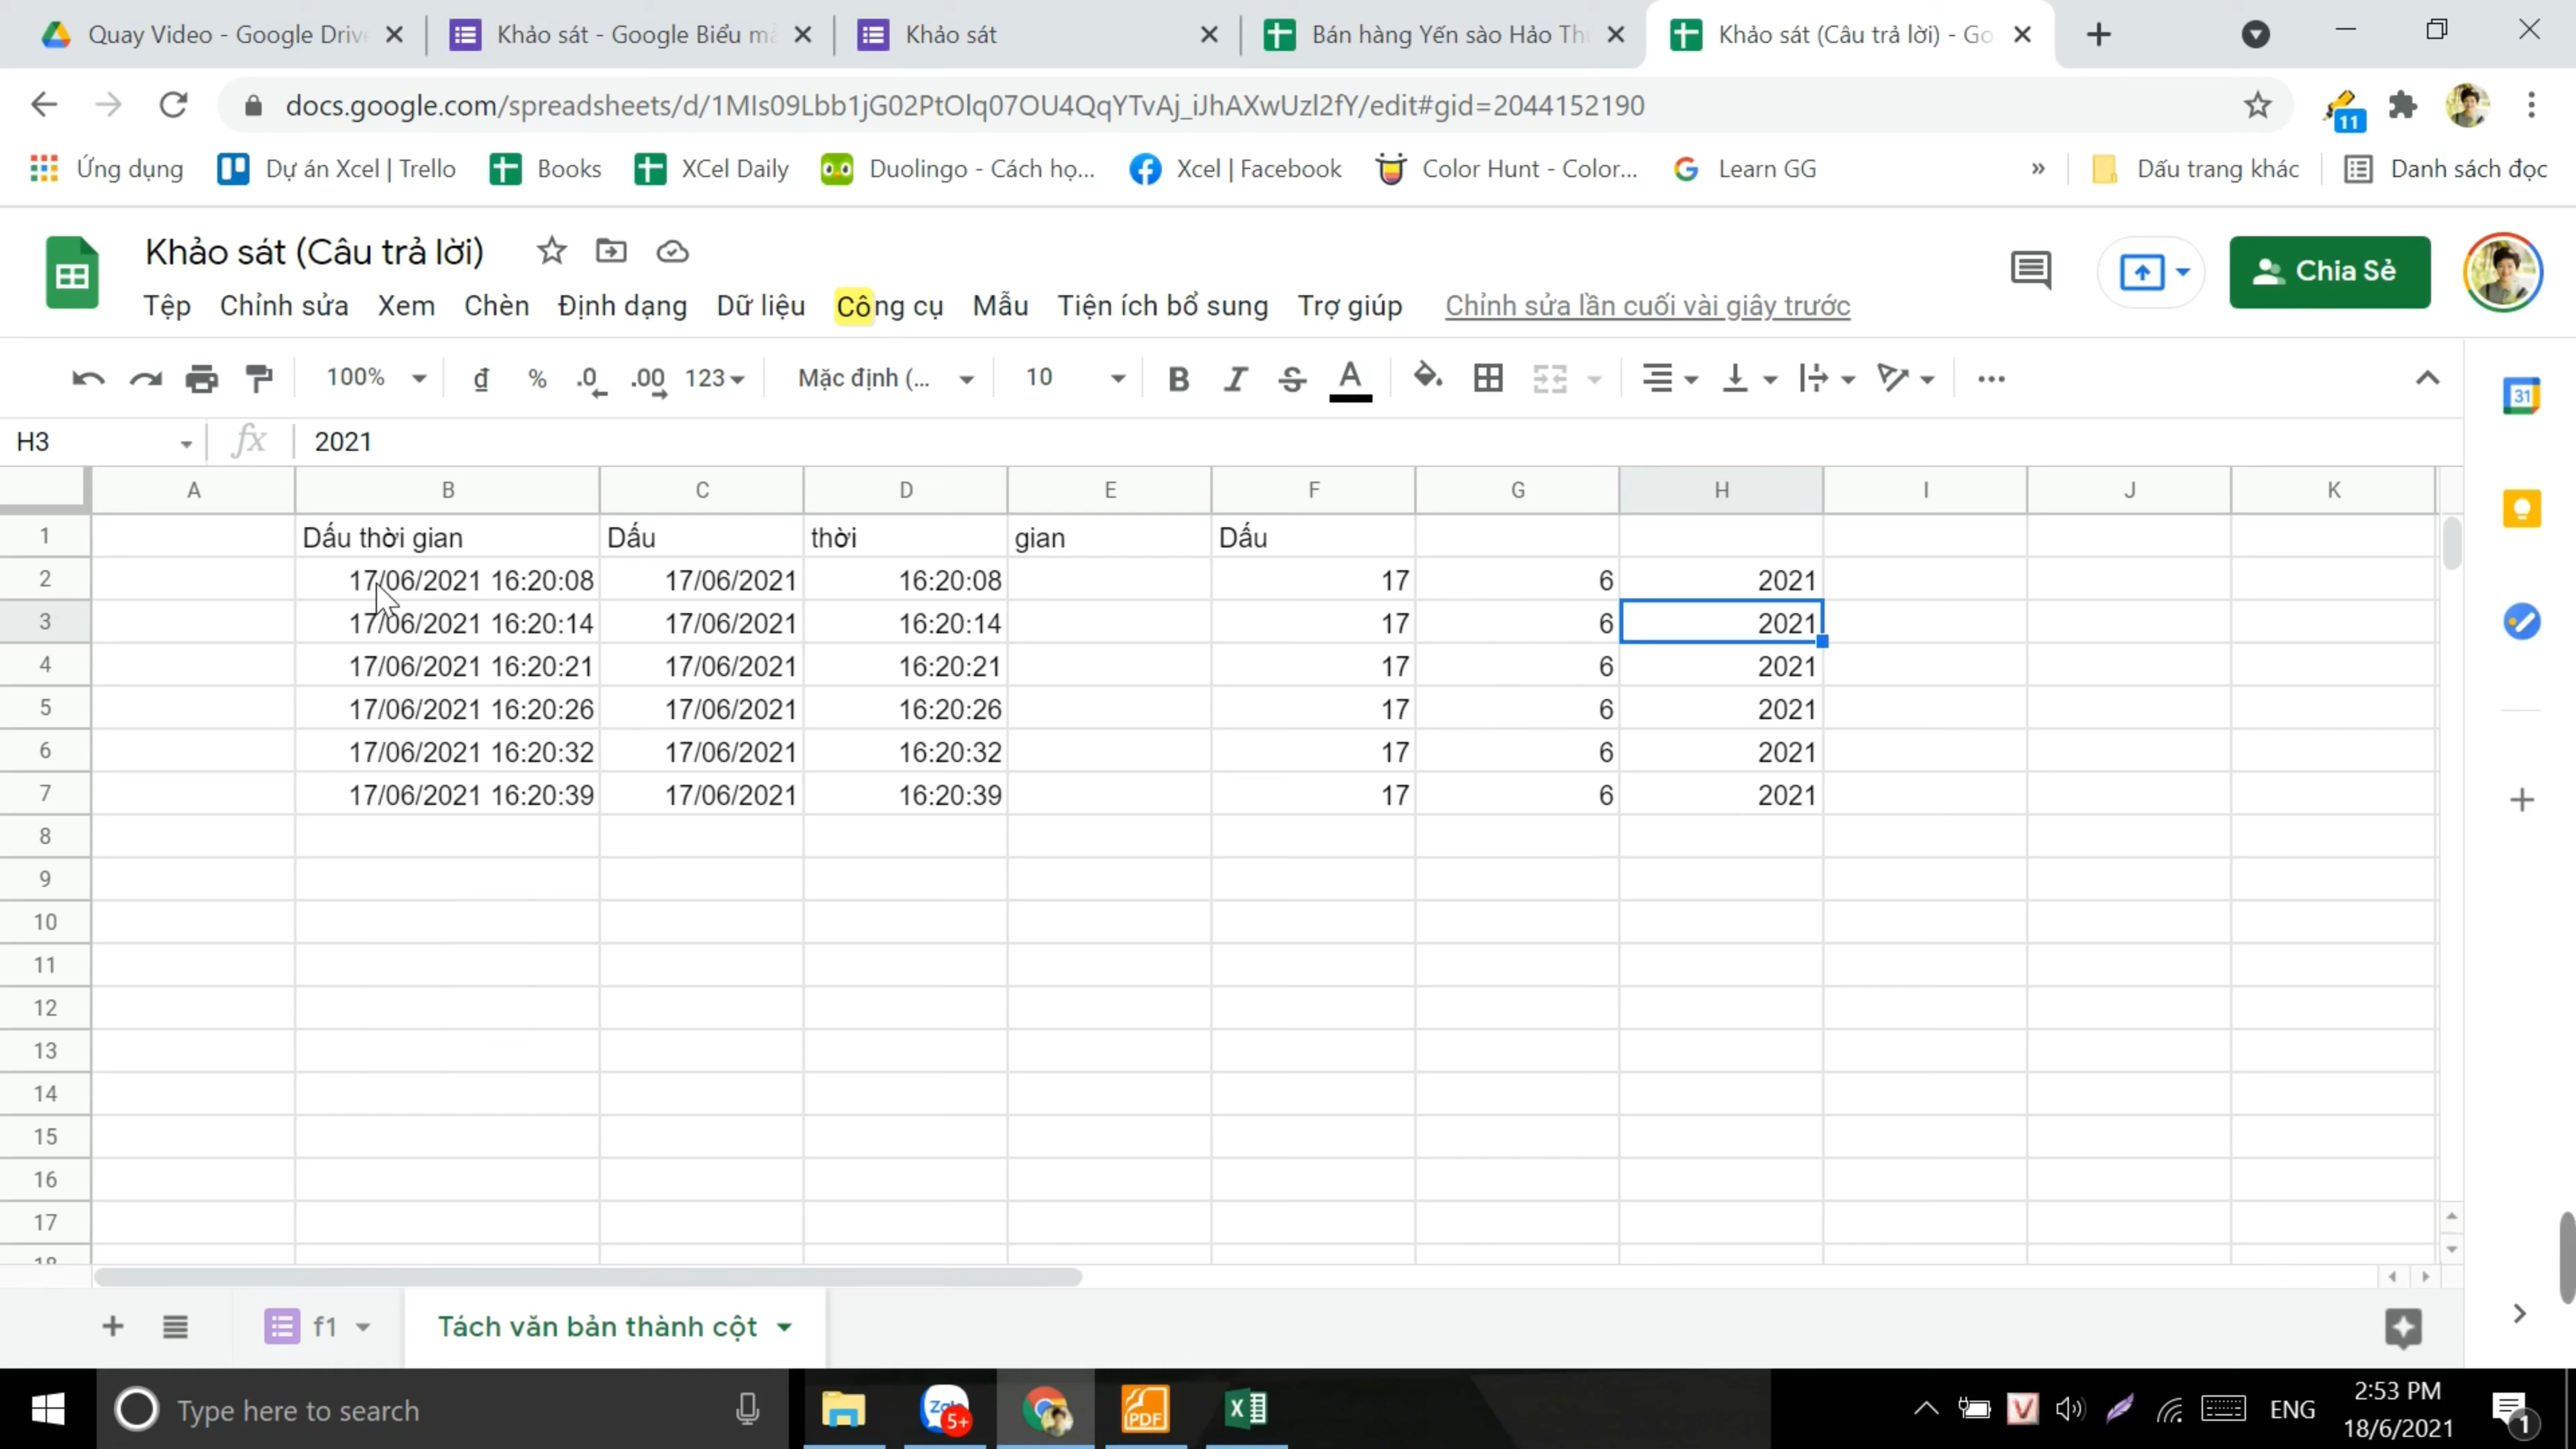 Quay Video - Google Driv
Khảo sát - Google Biểu mẫ
Khảo sát
Bán hàng Yến sào Hảo Th
Khảo sát (Câu trả lời) - Go
docs.google.com/spreadsheets/d/1MIs09Lbb1jG02PtOlq07OU4QqYTvAj_iJhAXwUzl2fY/edit#gid=2044152190
11
Ứng dụng
Dự án Xcel | Trello
Books
XCel Daily
Duolingo - Cách họ...
Xcel | Facebook
Color Hunt - Color...
Learn GG
»
Dấu trang khác
Danh sách đọc
Khảo sát (Câu trả lời)
Chia Sẻ
Tệp Chỉnh sửa Xem Chèn Định dạng Dữ liệu Công cụ Mẫu Tiện ích bổ sung Trợ giúp Chỉnh sửa lần cuối vài giây trước
100% đ % .0 .00 123 Mặc định (... 10 B I S A
31
H3 fx 2021
A B C D E F G H I J K
1 Dấu thời gian Dấu thời gian Dấu
2 17/06/2021 16:20:08 17/06/2021 16:20:08 17 6 2021
3 17/06/2021 16:20:14 17/06/2021 16:20:14 17 6 2021
4 17/06/2021 16:20:21 17/06/2021 16:20:21 17 6 2021
5 17/06/2021 16:20:26 17/06/2021 16:20:26 17 6 2021
6 17/06/2021 16:20:32 17/06/2021 16:20:32 17 6 2021
7 17/06/2021 16:20:39 17/06/2021 16:20:39 17 6 2021
8
9
10
11
12
13
14
15
16
17
18
f1
Tách văn bản thành cột
Type here to search
Zalo
5+
PDF
X
V
ENG
2:53 PM
18/6/2021
1